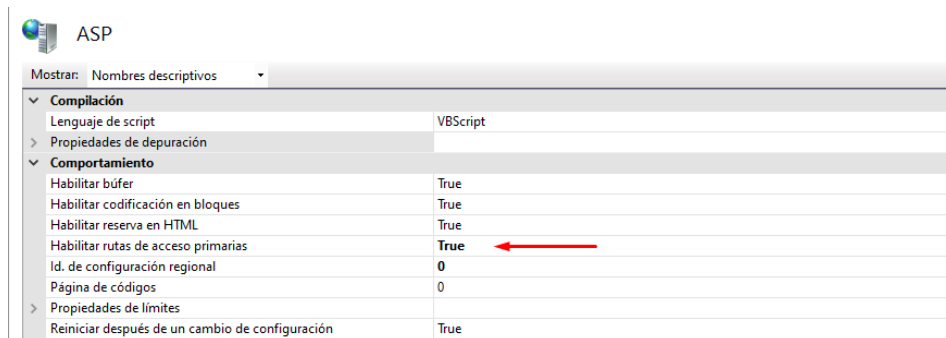 ASP
Mostrar: Nombres descriptivos
Compilación
Lenguaje de script VBScript
Propiedades de depuración
Comportamiento
Habilitar búfer True
Habilitar codificación en bloques True
Habilitar reserva en HTML True
Habilitar rutas de acceso primarias True
Id. de configuración regional 0
Página de códigos 0
Propiedades de límites
Reiniciar después de un cambio de configuración True